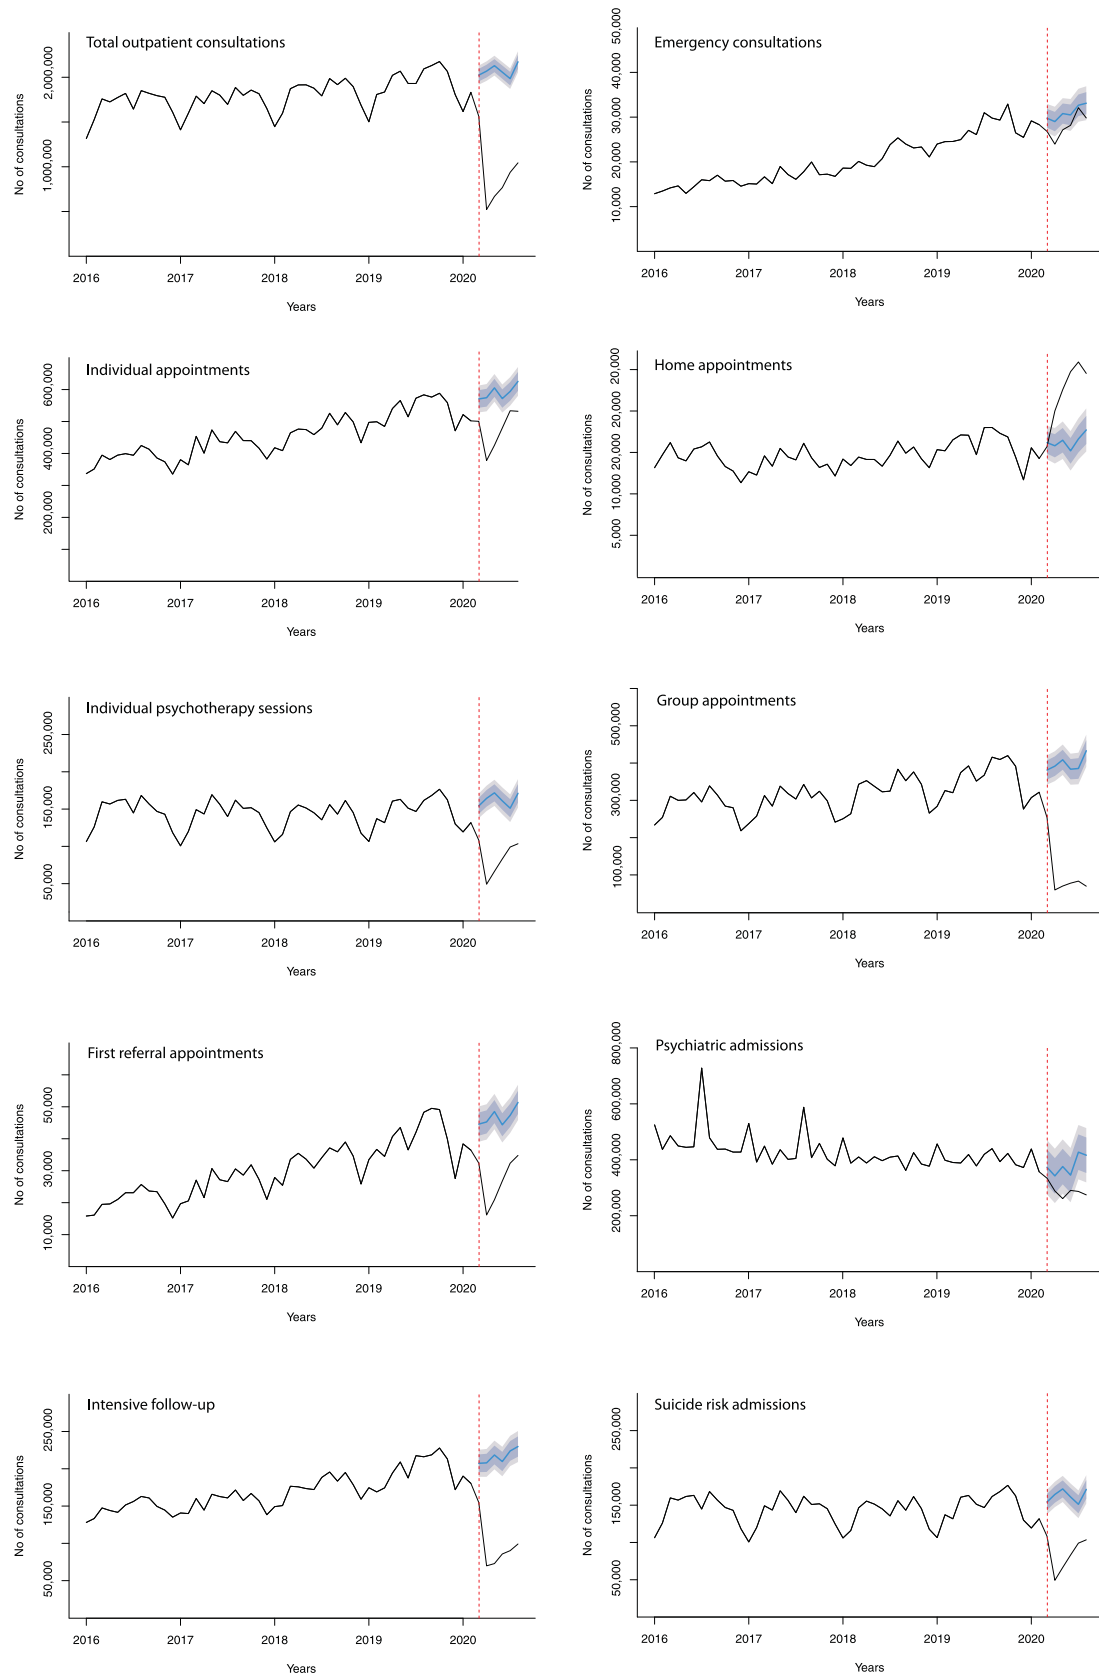 Total outpatient consultations
No of consultations
2,000,000
1,000,000
2016 2017 2018 2019 2020
Years
Emergency consultations
No of consultations
50,000
40,000
30,000
20,000
10,000
2016 2017 2018 2019 2020
Years
Individual appointments
No of consultations
600,000
400,000
200,000
2016 2017 2018 2019 2020
Years
Home appointments
No of consultations
20,000
20,000
20,000
10,000
5,000
2016 2017 2018 2019 2020
Years
Individual psychotherapy sessions
No of consultations
250,000
150,000
50,000
2016 2017 2018 2019 2020
Years
Group appointments
No of consultations
500,000
300,000
100,000
2016 2017 2018 2019 2020
Years
First referral appointments
No of consultations
50,000
30,000
10,000
2016 2017 2018 2019 2020
Years
Psychiatric admissions
No of consultations
800,000
600,000
400,000
200,000
2016 2017 2018 2019 2020
Years
Intensive follow-up
No of consultations
250,000
150,000
50,000
2016 2017 2018 2019 2020
Years
Suicide risk admissions
No of consultations
250,000
150,000
50,000
2016 2017 2018 2019 2020
Years